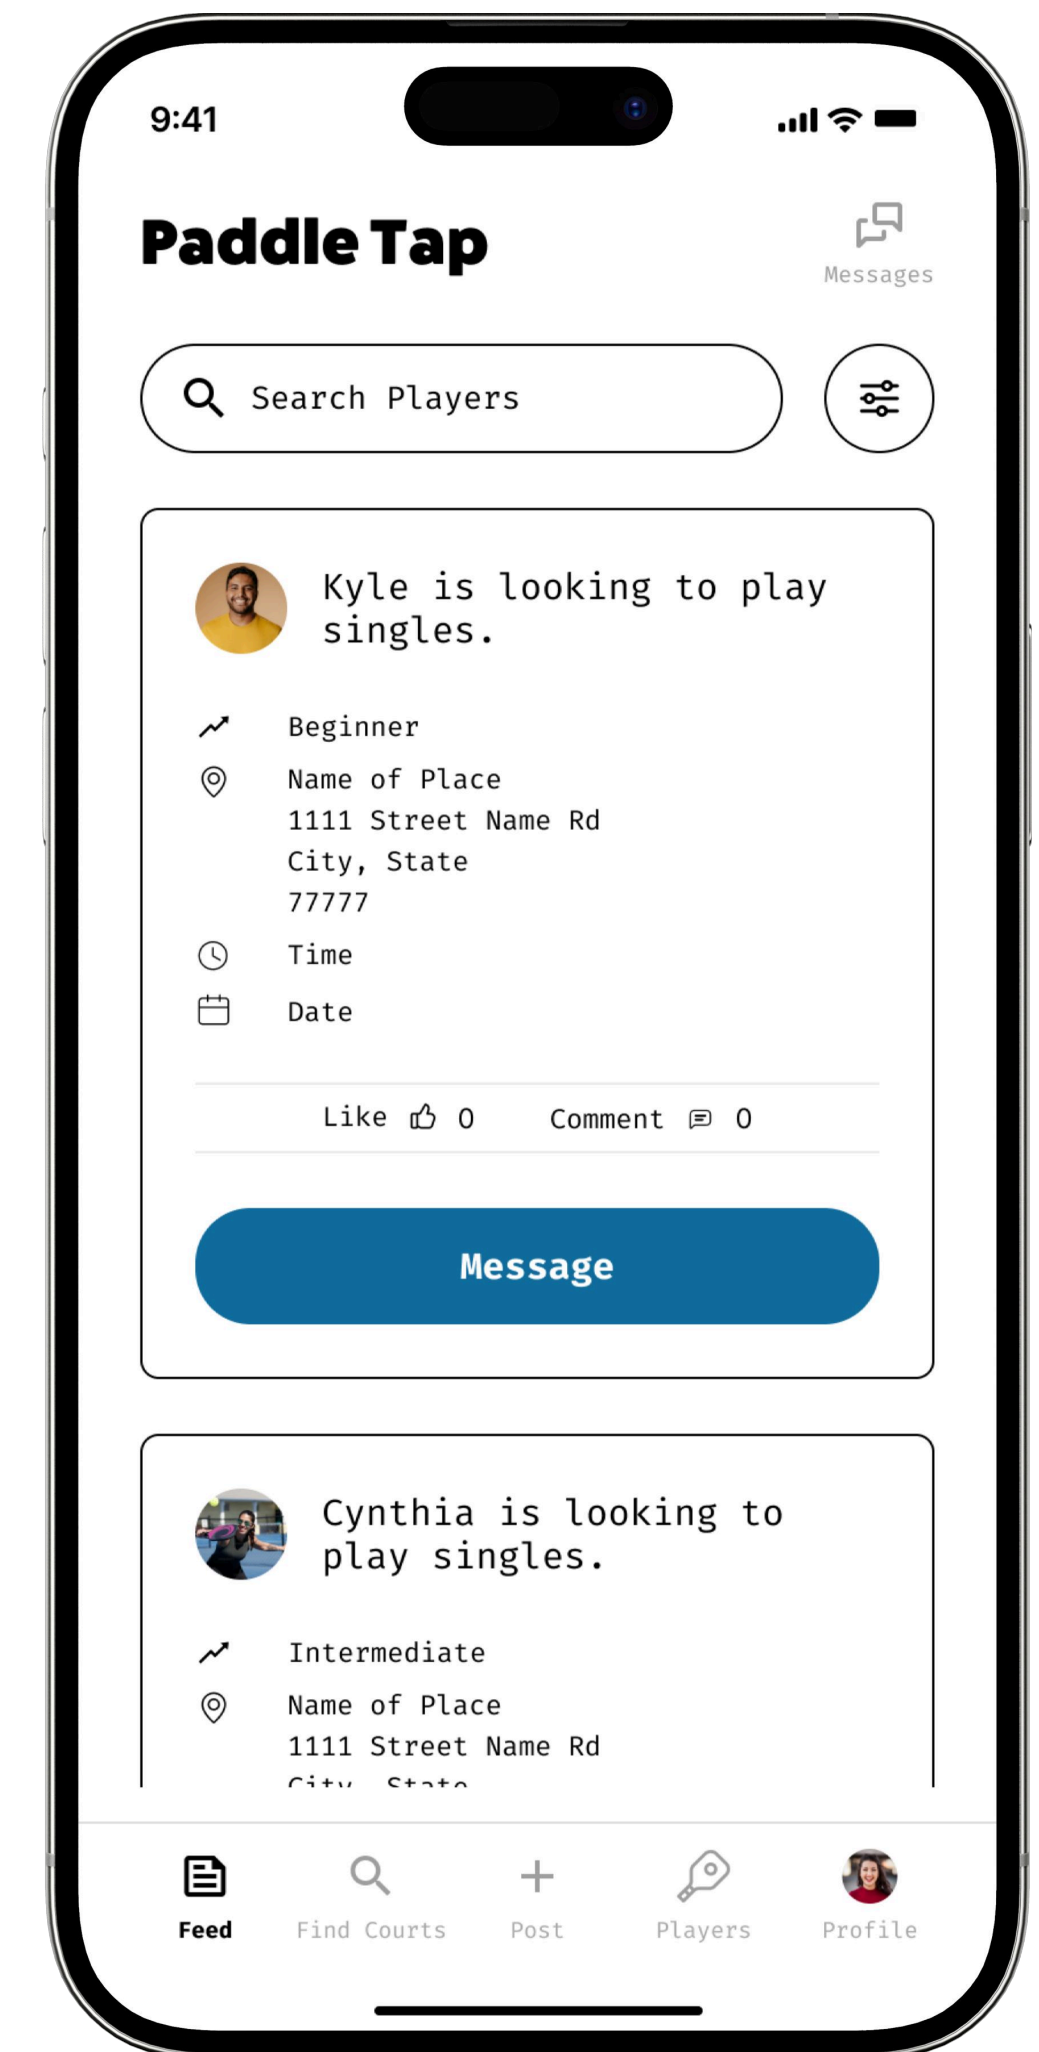 9:41
Paddle Tap
Messages
Search Players
Kyle is looking to play
singles.
Beginner
Name of Place
1111 Street Name Rd
City, State
77777
Time
Date
Like 0 Comment 0
Message
Cynthia is looking to
play singles.
Intermediate
Name of Place
1111 Street Name Rd
City, State
Feed Find Courts Post Players Profile